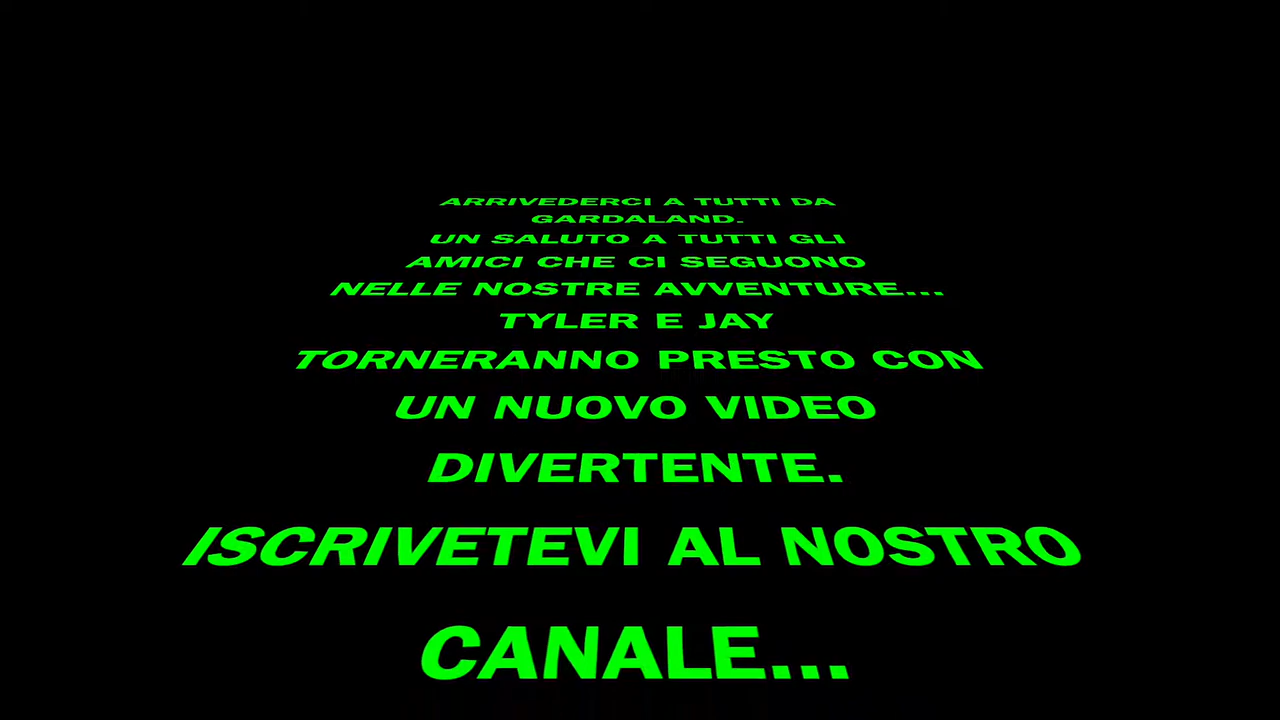 ARRIVEDERCI A TUTTI DA
GARDALAND.
UN SALUTO A TUTTI GLI
AMICI CHE CI SEGUONO
NELLE NOSTRE AVVENTURE...
TYLER E JAY
TORNERANNO PRESTO CON
UN NUOVO VIDEO
DIVERTENTE.
ISCRIVETEVI AL NOSTRO
CANALE...